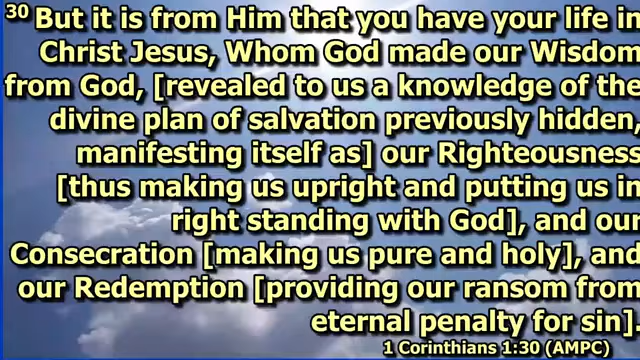 30 But it is from Him that you have your life in
Christ Jesus, Whom God made our Wisdom
from God, [revealed to us a knowledge of the
divine plan of salvation previously hidden,
manifesting itself as] our Righteousness
[thus making us upright and putting us in
right standing with God], and our
Consecration [making us pure and holy], and
our Redemption [providing our ransom from
eternal penalty for sin].
1 Corinthians 1:30 (AMPC)